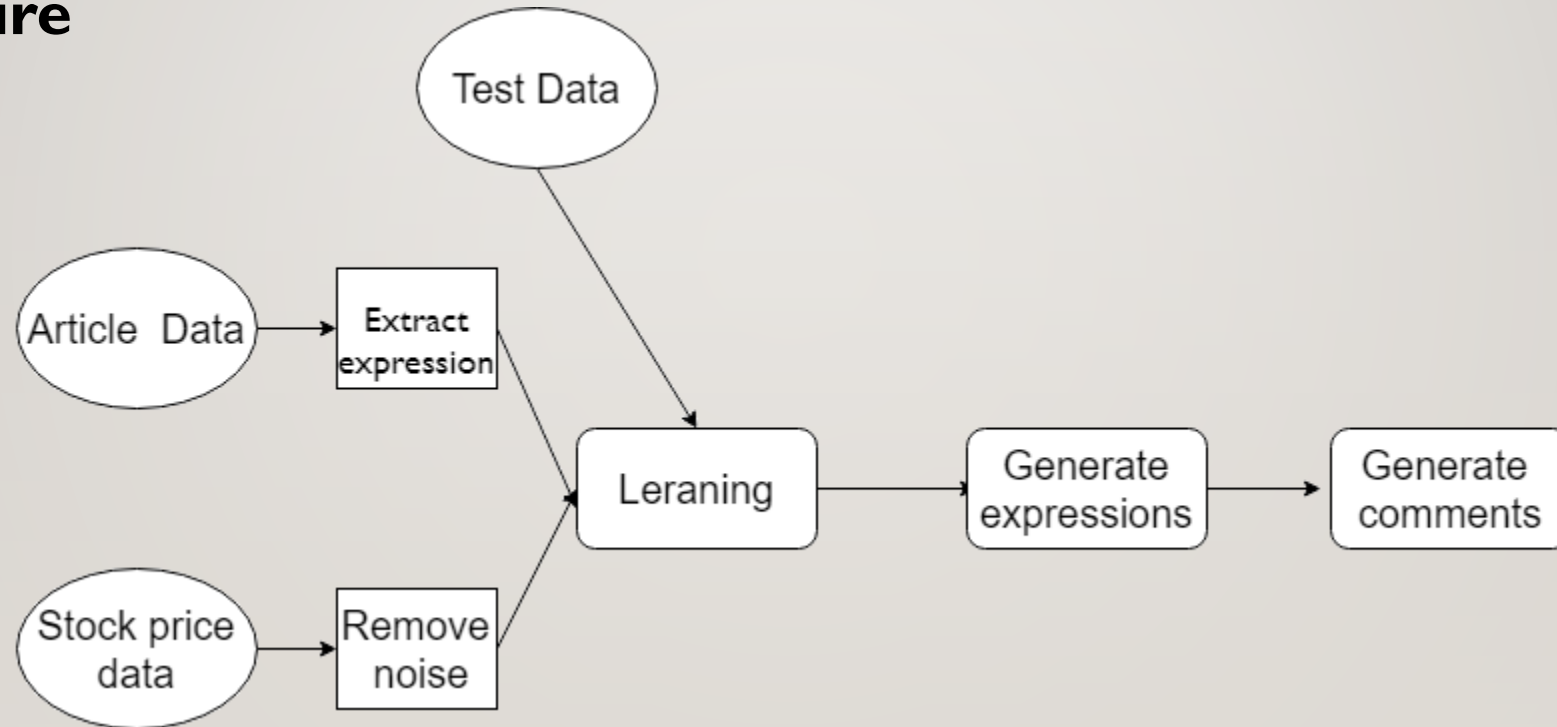 ure
Test Data
Article Data
Extract
expression
Leraning
Generate
expressions
Generate
comments
Stock price
data
Remove
noise